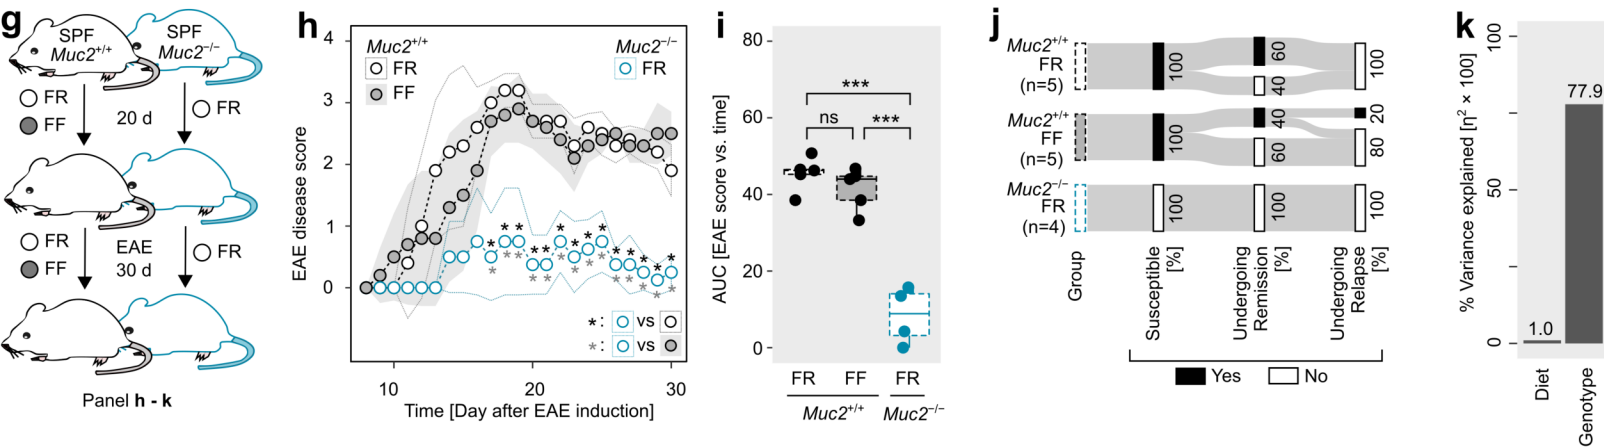 g
SPF
Muc2+/+
SPF
Muc2−/−
FR
FF
20 d
FR
FR
FF
EAE
30 d
FR
Panel h - k
h
EAE disease score
4
3
2
1
0
Muc2+/+
FR
FF
Muc2−/−
FR
* * * * * * * * * * * * * *
* * * * * * * * * * * * * *
*: vs
*: vs
10 20 30
Time [Day after EAE induction]
i
AUC [EAE score vs. time]
80
60
40
20
0
***
ns ***
FR FF FR
Muc2+/+ Muc2−/−
j
Muc2+/+
FR
(n=5)
100 60 40 100
Muc2+/+
FF
(n=5)
100 40 60 20 80
Muc2−/−
FR
(n=4)
100 100 100
Group
Susceptible
[%]
Undergoing
Remission
[%]
Undergoing
Relapse
[%]
Yes No
k
% Variance explained [η² × 100]
100
50
0
1.0
77.9
Diet
Genotype